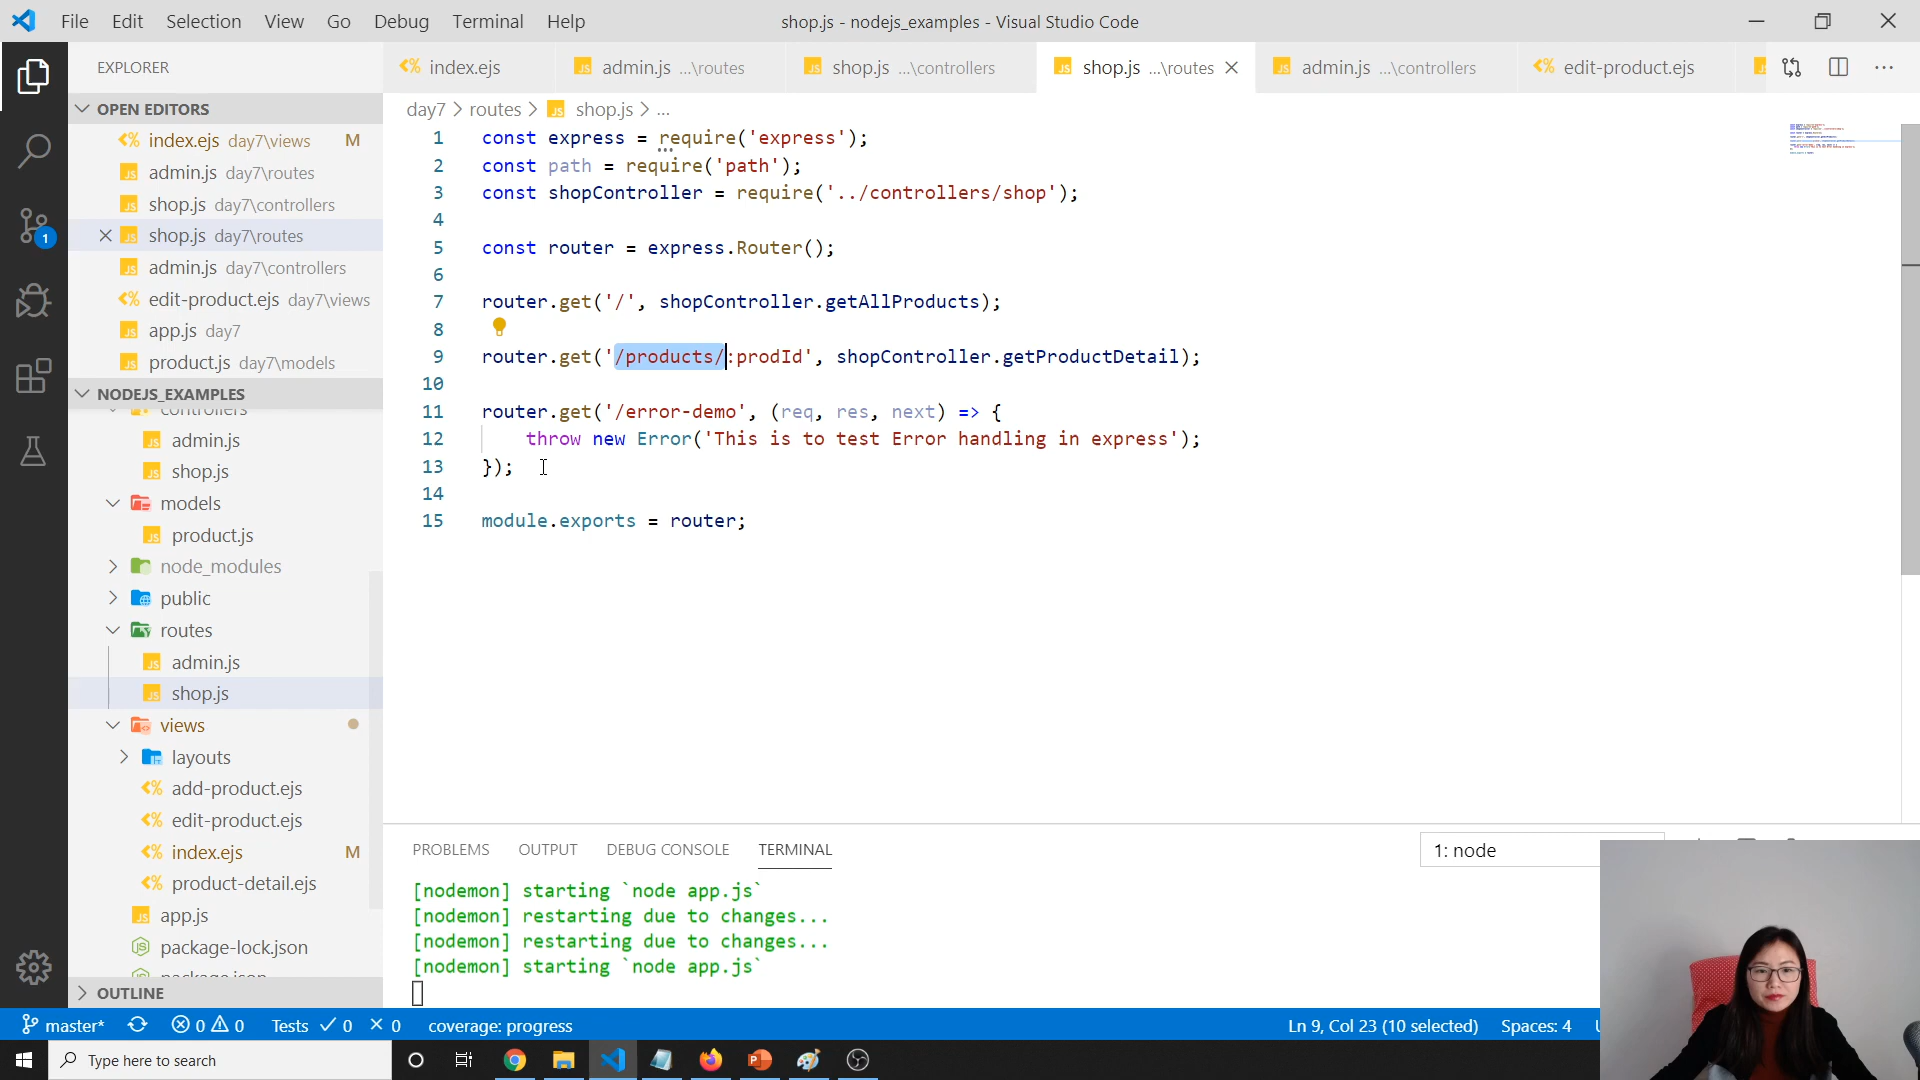 File Edit Selection View Go Debug Terminal Help
shop.js - nodejs_examples - Visual Studio Code
EXPLORER
OPEN EDITORS
index.ejs day7\views M
admin.js day7\routes
shop.js day7\controllers
shop.js day7\routes
admin.js day7\controllers
edit-product.ejs day7\views
app.js day7
product.js day7\models
NODEJS_EXAMPLES
controllers
admin.js
shop.js
models
product.js
node_modules
public
routes
admin.js
shop.js
views
layouts
add-product.ejs
edit-product.ejs
index.ejs M
product-detail.ejs
app.js
package-lock.json
package.json
OUTLINE
index.ejs
admin.js ...\routes
shop.js ...\controllers
shop.js ...\routes
admin.js ...\controllers
edit-product.ejs
day7 > routes > shop.js > ...
1 const express = require('express');
2 const path = require('path');
3 const shopController = require('../controllers/shop');
4
5 const router = express.Router();
6
7 router.get('/', shopController.getAllProducts);
8
9 router.get('/products/:prodId', shopController.getProductDetail);
10
11 router.get('/error-demo', (req, res, next) => {
12 throw new Error('This is to test Error handling in express');
13 });
14
15 module.exports = router;
PROBLEMS OUTPUT DEBUG CONSOLE TERMINAL
1: node
[nodemon] starting `node app.js`
[nodemon] restarting due to changes...
[nodemon] restarting due to changes...
[nodemon] starting `node app.js`
master* 0 0 Tests 0 0 coverage: progress
Ln 9, Col 23 (10 selected) Spaces: 4
Type here to search